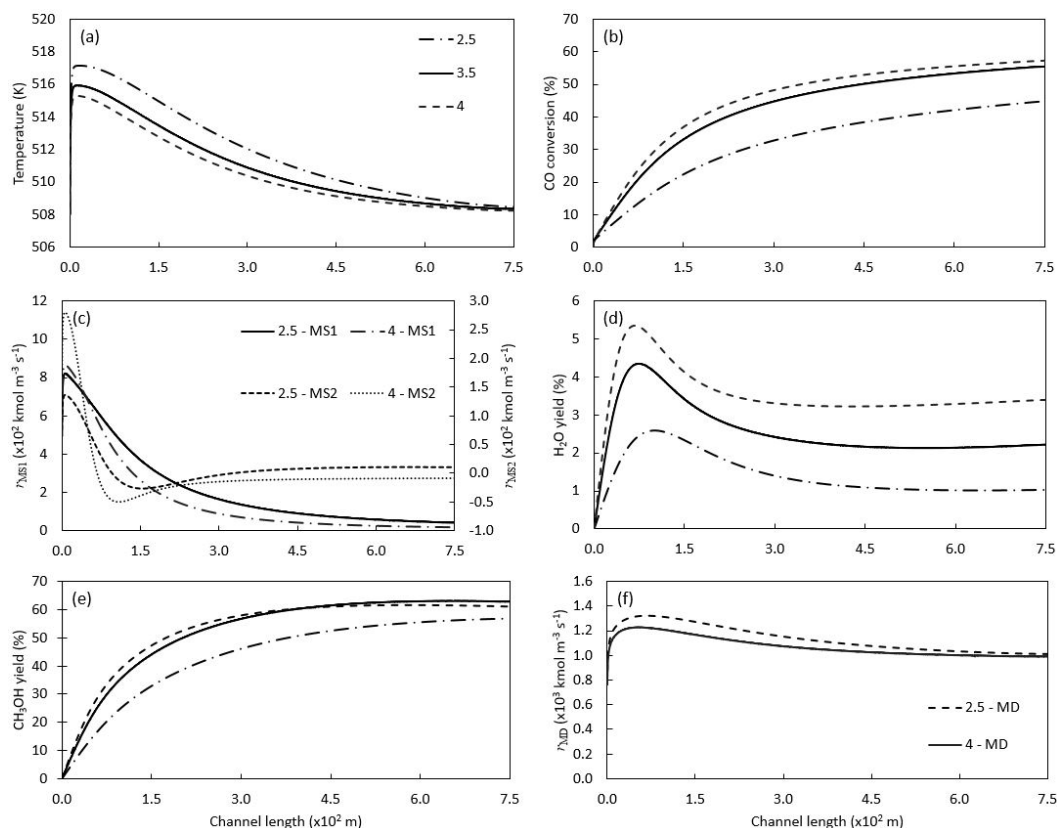 (a)
2.5
3.5
4
520
518
516
514
512
510
508
506
Temperature (K)
0.0 1.5 3.0 4.5 6.0 7.5
(b)
70
60
50
40
30
20
10
0
CO conversion (%)
0.0 1.5 3.0 4.5 6.0 7.5
(c)
2.5 - MS1 4 - MS1
2.5 - MS2 4 - MS2
12
10
8
6
4
2
0
rMS1 (x10² kmol m⁻³ s⁻¹)
3.0
2.5
2.0
1.5
1.0
0.5
0.0
-0.5
-1.0
rMS2 (x10² kmol m⁻³ s⁻¹)
0.0 1.5 3.0 4.5 6.0 7.5
(d)
6
5
4
3
2
1
0
H₂O yield (%)
0.0 1.5 3.0 4.5 6.0 7.5
(e)
70
60
50
40
30
20
10
0
CH₃OH yield (%)
0.0 1.5 3.0 4.5 6.0 7.5
Channel length (x10² m)
(f)
1.6
1.4
1.2
1.0
0.8
0.6
0.4
0.2
0.0
rMD (x10³ kmol m⁻³ s⁻¹)
2.5 - MD
4 - MD
0.0 1.5 3.0 4.5 6.0 7.5
Channel length (x10² m)